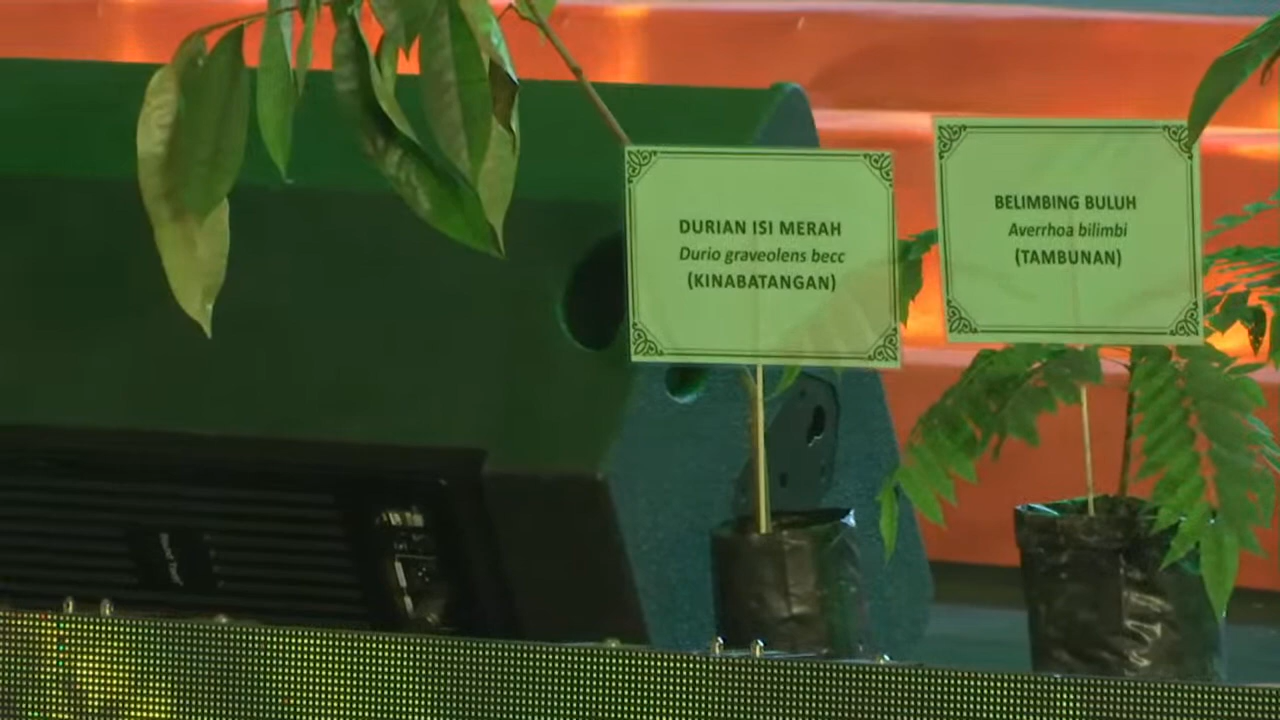 DURIAN ISI MERAH
Durio graveolens becc
(KINABATANGAN)
BELIMBING BULUH
Averrhoa bilimbi
(TAMBUNAN)